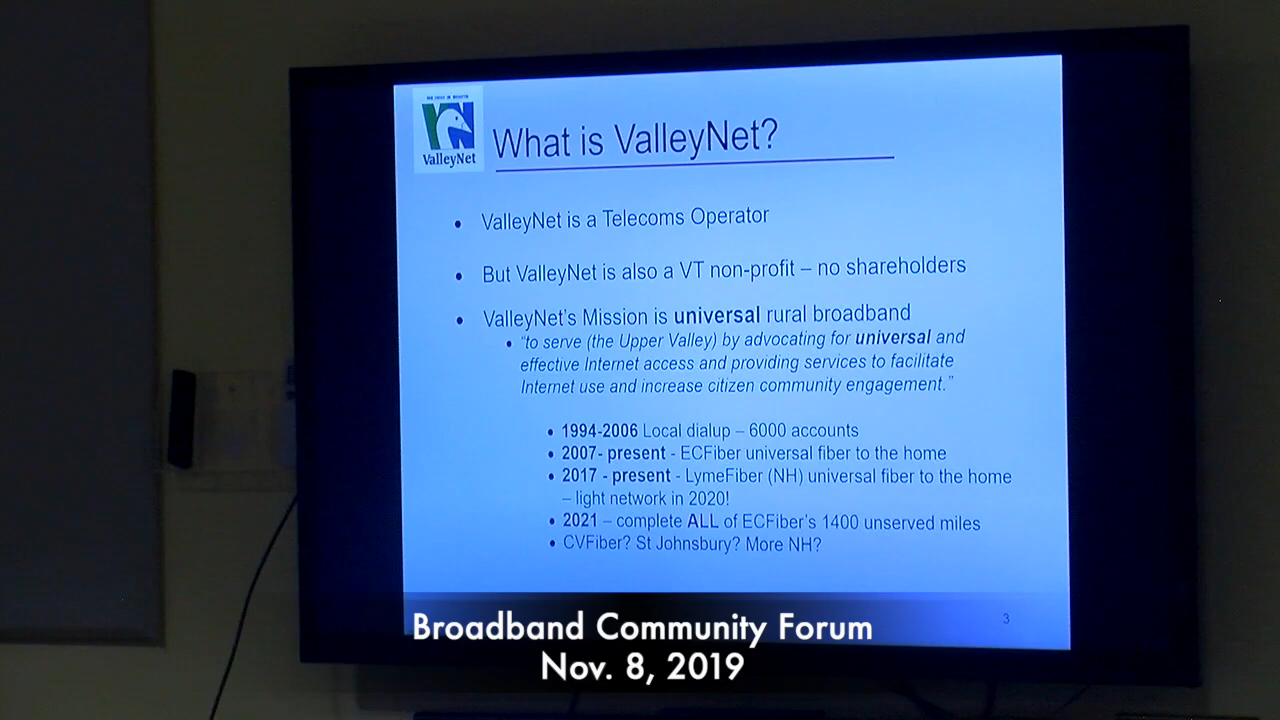 ValleyNet
What is ValleyNet?
• ValleyNet is a Telecoms Operator
• But ValleyNet is also a VT non-profit – no shareholders
• ValleyNet's Mission is universal rural broadband
• "to serve (the Upper Valley) by advocating for universal and
effective Internet access and providing services to facilitate
Internet use and increase citizen community engagement."
• 1994-2006 Local dialup – 6000 accounts
• 2007- present - ECFiber universal fiber to the home
• 2017 - present - LymeFiber (NH) universal fiber to the home
– light network in 2020!
• 2021 – complete ALL of ECFiber's 1400 unserved miles
• CVFiber? St Johnsbury? More NH?
3
Broadband Community Forum
Nov. 8, 2019